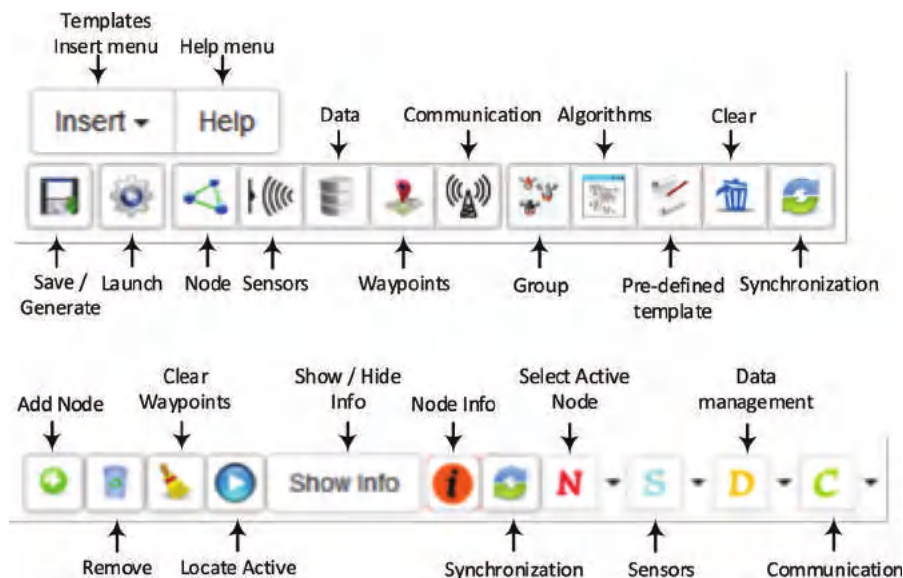 Templates
Insert menu
Help menu
Insert
Help
Data
Communication
Algorithms
Clear
Save /
Generate
Launch
Node
Sensors
Waypoints
Group
Pre-defined
template
Synchronization
Add Node
Clear
Waypoints
Show / Hide
Info
Node Info
Select Active
Node
Data
management
Show Info
i
N
S
D
C
Remove
Locate Active
Synchronization
Sensors
Communication